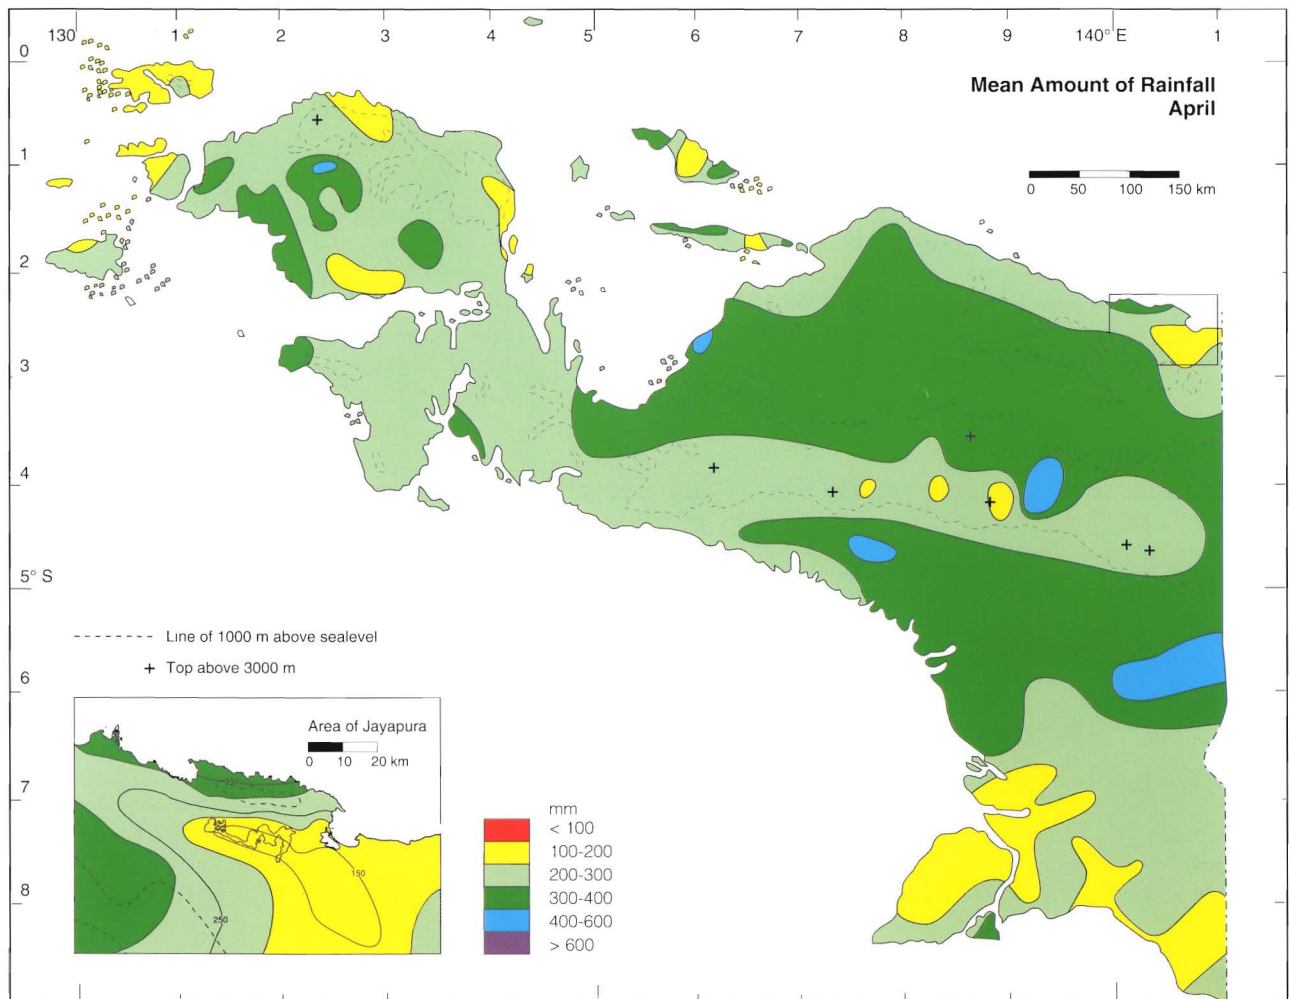 130 1 2 3 4 5 6 7 8 9 140° E 1
0
Mean Amount of Rainfall
April
0 50 100 150 km
1
2
3
4
5° S
6
7
8
Line of 1000 m above sealevel
+ Top above 3000 m
Area of Jayapura
0 10 20 km
150
250
mm
< 100
100-200
200-300
300-400
400-600
> 600